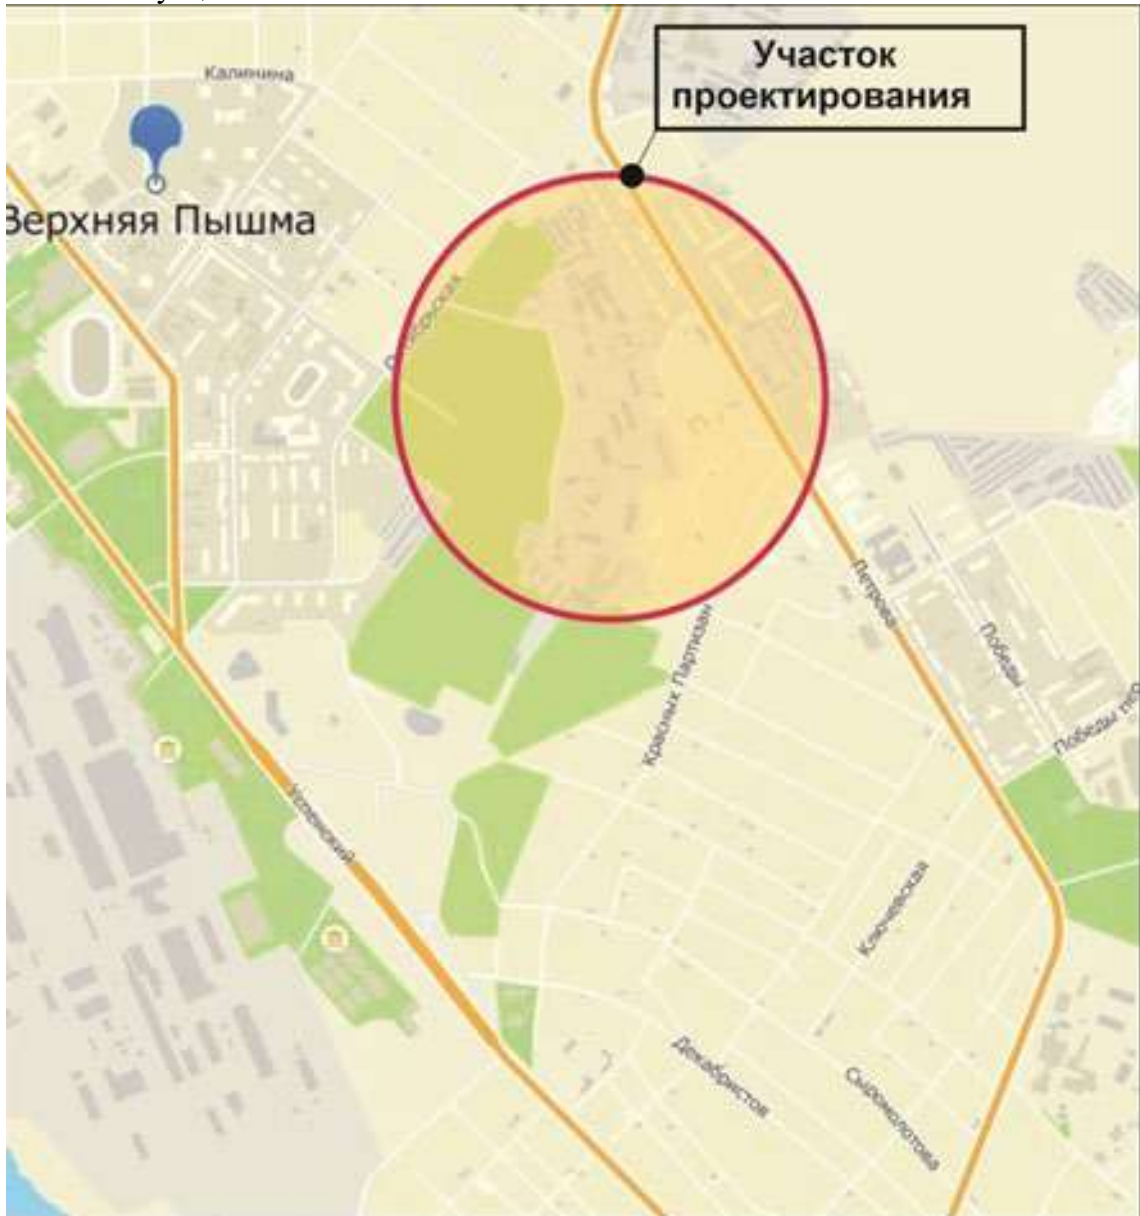 Участок
проектирования
Калинина
Верхняя Пышма
Петрова
Победы
Красных Партизан
Победы
Успенский
Ключевская
Декабристов
Сыромолотова